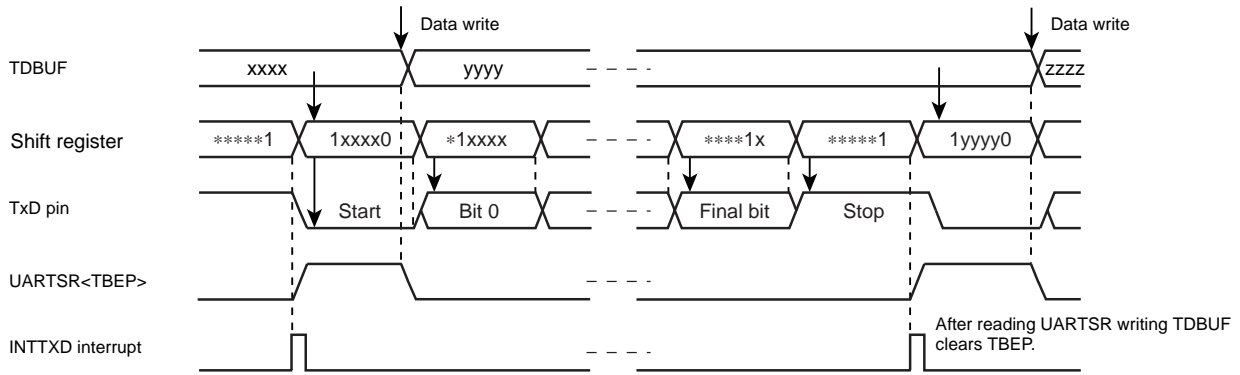 Data write Data write
TDBUF xxxx yyyy zzzz
Shift register *****1 1xxxx0 *1xxxx ****1x *****1 1yyyy0
TxD pin Start Bit 0 Final bit Stop
UARTSR<TBEP>
After reading UARTSR writing TDBUF
clears TBEP.
INTTXD interrupt